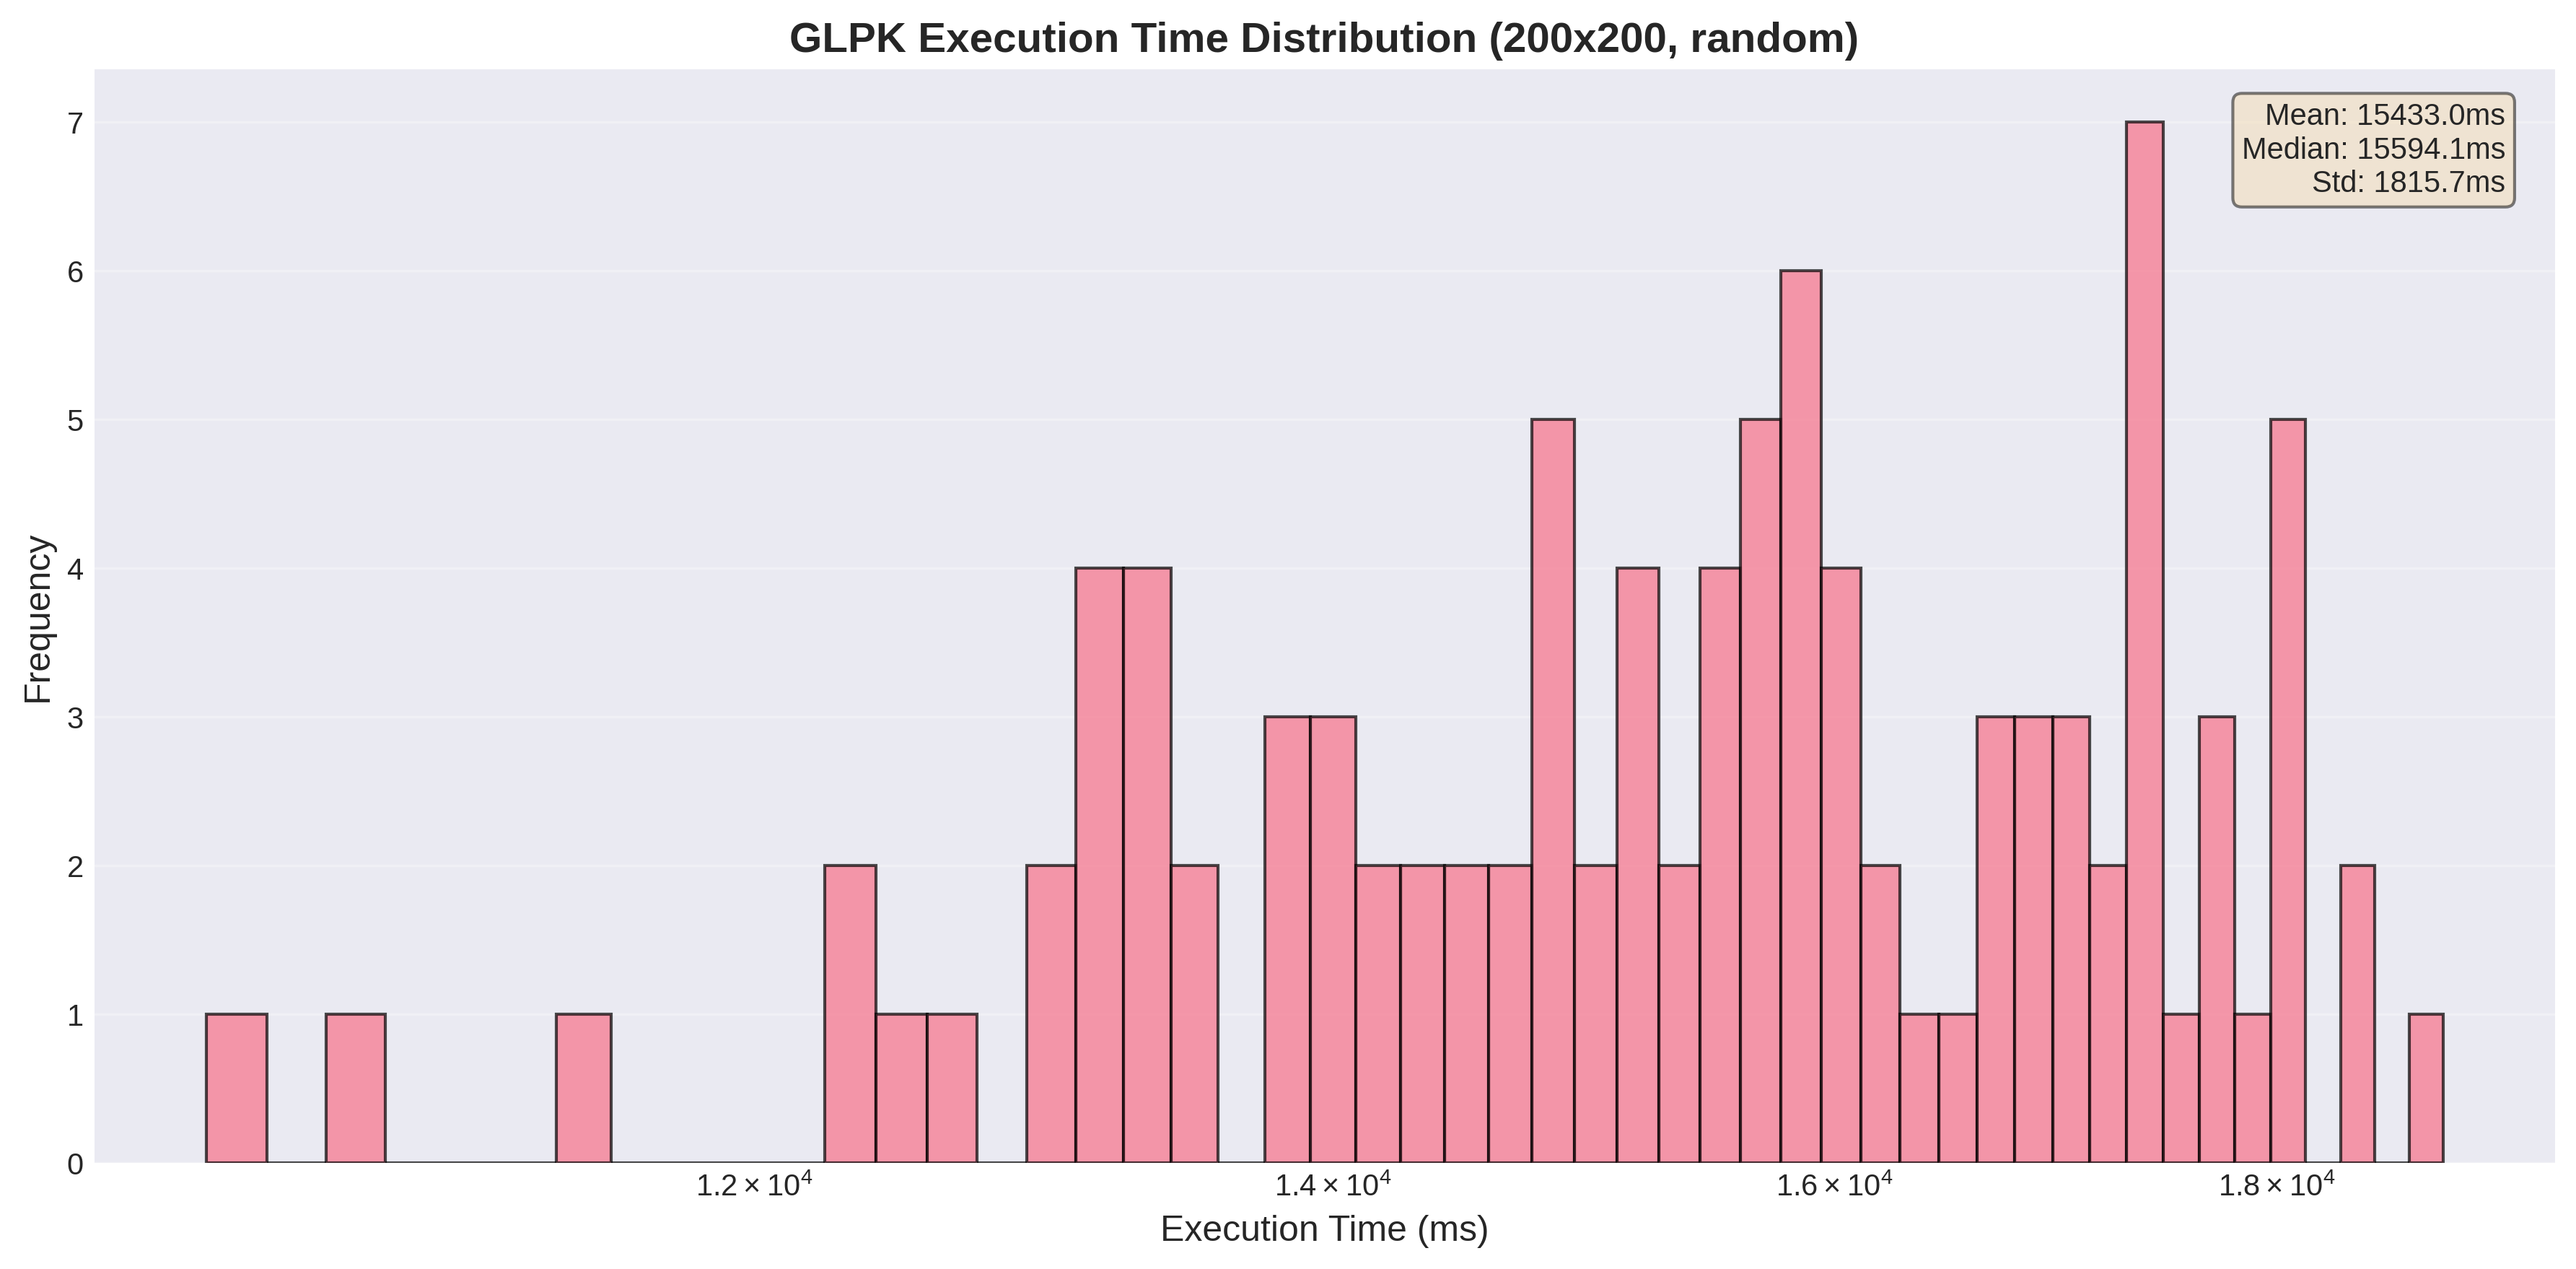 GLPK Execution Time Distribution (200x200, random)
Mean: 15433.0ms
Median: 15594.1ms
Std: 1815.7ms
Frequency
7
6
5
4
3
2
1
0
1.2 × 10⁴ 1.4 × 10⁴ 1.6 × 10⁴ 1.8 × 10⁴
Execution Time (ms)